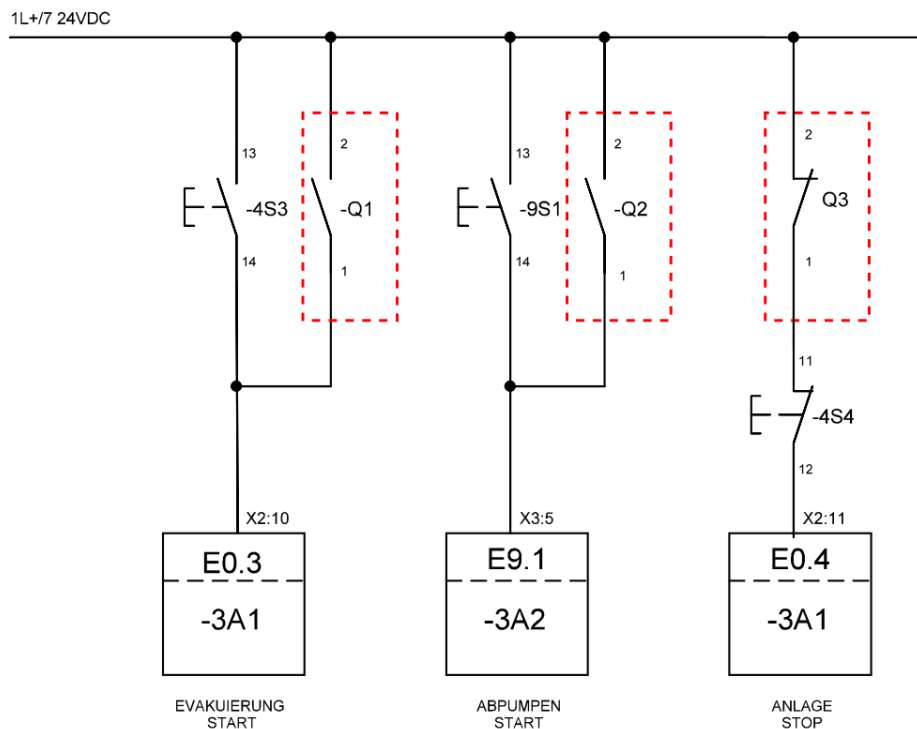 1L+/7 24VDC
13
2
13
2
2
-4S3
-Q1
-9S1
-Q2
Q3
14
1
14
1
1
11
-4S4
12
X2:10
X3:5
X2:11
E0.3
E9.1
E0.4
-3A1
-3A2
-3A1
EVAKUIERUNG
START
ABPUMPEN
START
ANLAGE
STOP